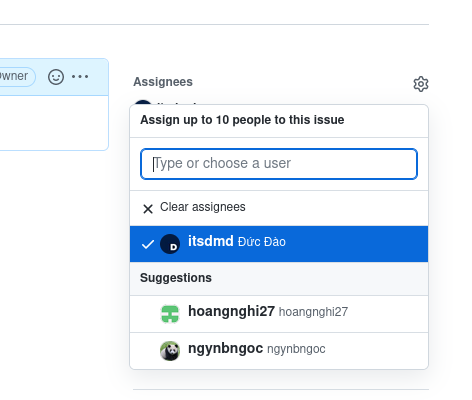 Owner
Assignees
Assign up to 10 people to this issue
Type or choose a user
Clear assignees
D itsdmd Đức Đào
Suggestions
hoangnghi27 hoangnghi27
ngynbngoc ngynbngoc